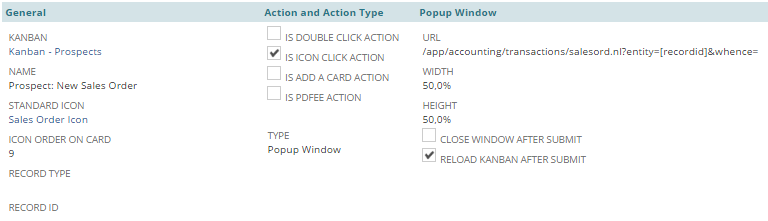 General
KANBAN
Kanban - Prospects
NAME
Prospect: New Sales Order
STANDARD ICON
Sales Order Icon
ICON ORDER ON CARD
9
RECORD TYPE
RECORD ID
Action and Action Type
IS DOUBLE CLICK ACTION
IS ICON CLICK ACTION
IS ADD A CARD ACTION
IS PDFEE ACTION
TYPE
Popup Window
Popup Window
URL
/app/accounting/transactions/salesord.nl?entity=[recordid]&whence=
WIDTH
50,0%
HEIGHT
50,0%
CLOSE WINDOW AFTER SUBMIT
RELOAD KANBAN AFTER SUBMIT